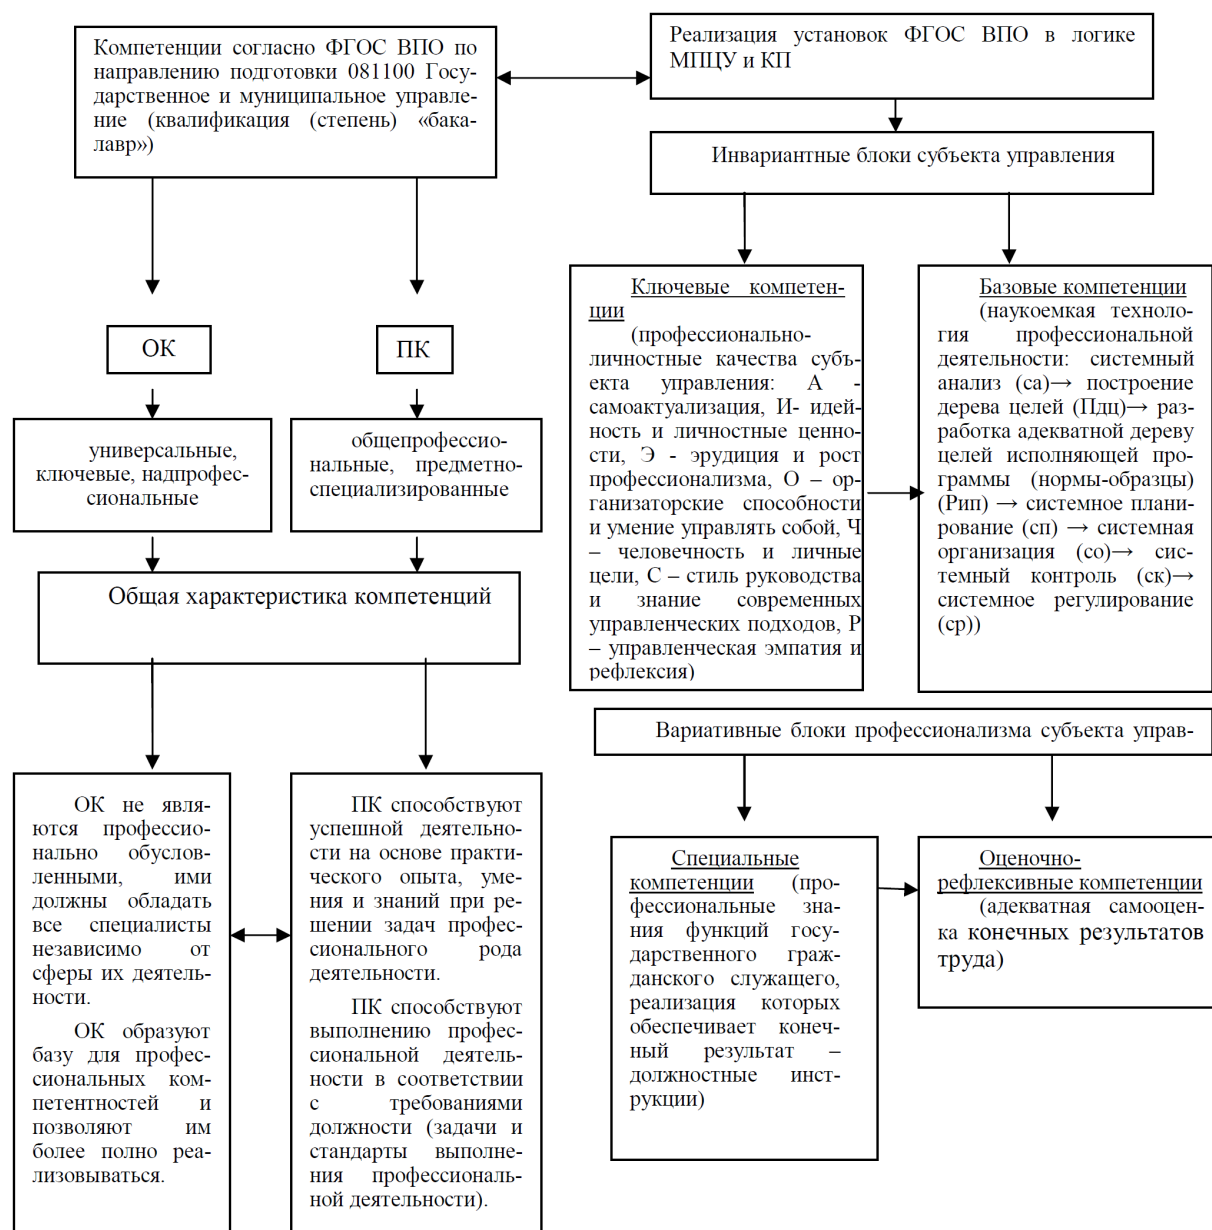 Компетенции согласно ФГОС ВПО по
направлению подготовки 081100 Госу-
дарственное и муниципальное управле-
ние (квалификация (степень) «бака-
лавр»)
Реализация установок ФГОС ВПО в логике
МПЦУ и КП
Инвариантные блоки субъекта управления
ОК
ПК
универсальные,
ключевые, надпрофес-
сиональные
общепрофессио-
нальные, предметно-
специализированные
Общая характеристика компетенций
ОК не явля-
ются профессио-
нально обуслов-
ленными, ими
должны обладать
все специалисты
независимо от
сферы их деятель-
ности.
ОК образуют
базу для профес-
сиональных ком-
петентностей и
позволяют им
более полно реа-
лизовываться.
ПК способствуют
успешной деятельно-
сти на основе практи-
ческого опыта, уме-
ния и знаний при ре-
шении задач профес-
сионального рода
деятельности.
ПК способствуют
выполнению профес-
сиональной деятель-
ности в соответствии
с требованиями
должности (задачи и
стандарты выполне-
ния профессиональ-
ной деятельности).
Ключевые компетен-
ции
(профессионально-
личностные качества субъ-
екта управления: А -
самоактуализация, И- идей-
ность и личностные ценно-
сти, Э - эрудиция и рост
профессионализма, О – ор-
ганизаторские способности
и умение управлять собой, Ч
– человечность и личные
цели, С – стиль руководства
и знание современных
управленческих подходов, Р
– управленческая эмпатия и
рефлексия)
Базовые компетенции
(наукоемкая техноло-
гия профессиональной
деятельности: системный
анализ (са)→ построение
дерева целей (Пдц)→ раз-
работка адекватной дереву
целей исполняющей про-
граммы (нормы-образцы)
(Рип) → системное плани-
рование (сп) → системная
организация (со)→ сис-
темный контроль (ск)→
системное регулирование
(ср))
Вариативные блоки профессионализма субъекта управ-
Специальные
компетенции (про-
фессиональные зна-
ния функций госу-
дарственного граж-
данского служащего,
реализация которых
обеспечивает конеч-
ный результат –
должностные инст-
рукции)
Оценочно-
рефлексивные компетенции
(адекватная самооцен-
ка конечных результатов
труда)